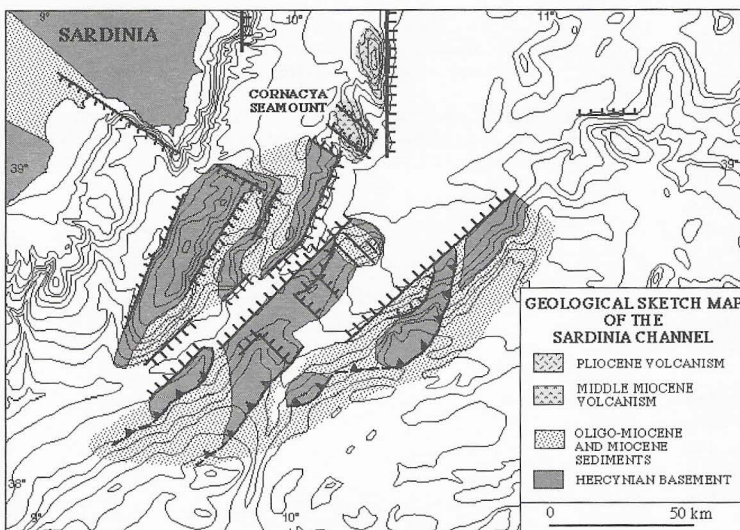 9°
10°
11°
SARDINIA
CORNACYA
SEAMOUNT
39°
39°
GEOLOGICAL SKETCH MAP
OF THE
SARDINIA CHANNEL
PLIOCENE VOLCANISM
MIDDLE MIOCENE
VOLCANISM
OLIGO-MIOCENE
AND MIOCENE
SEDIMENTS
HERCYNIAN BASEMENT
38°
9°
10°
0
50 km